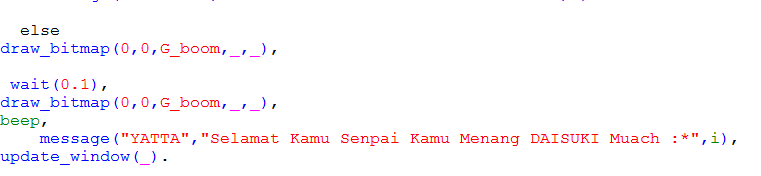 else
draw_bitmap(0,0,G_boom,_,_),
wait(0.1),
draw_bitmap(0,0,G_boom,_,_),
beep,
message("YATTA","Selamat Kamu Senpai Kamu Menang DAISUKI Muach :*",i),
update_window(_).